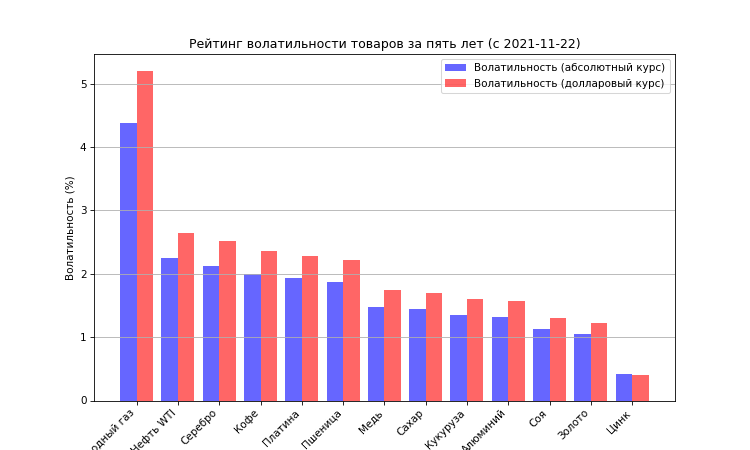 Рейтинг волатильности товаров за пять лет (с 2021-11-22)
Волатильность (абсолютный курс)
Волатильность (долларовый курс)
Волатильность (%)
5
4
3
2
1
0
Нефть WTI
Серебро
Кофе
Платина
Пшеница
Медь
Сахар
Кукуруза
Алюминий
Соя
Золото
Цинк